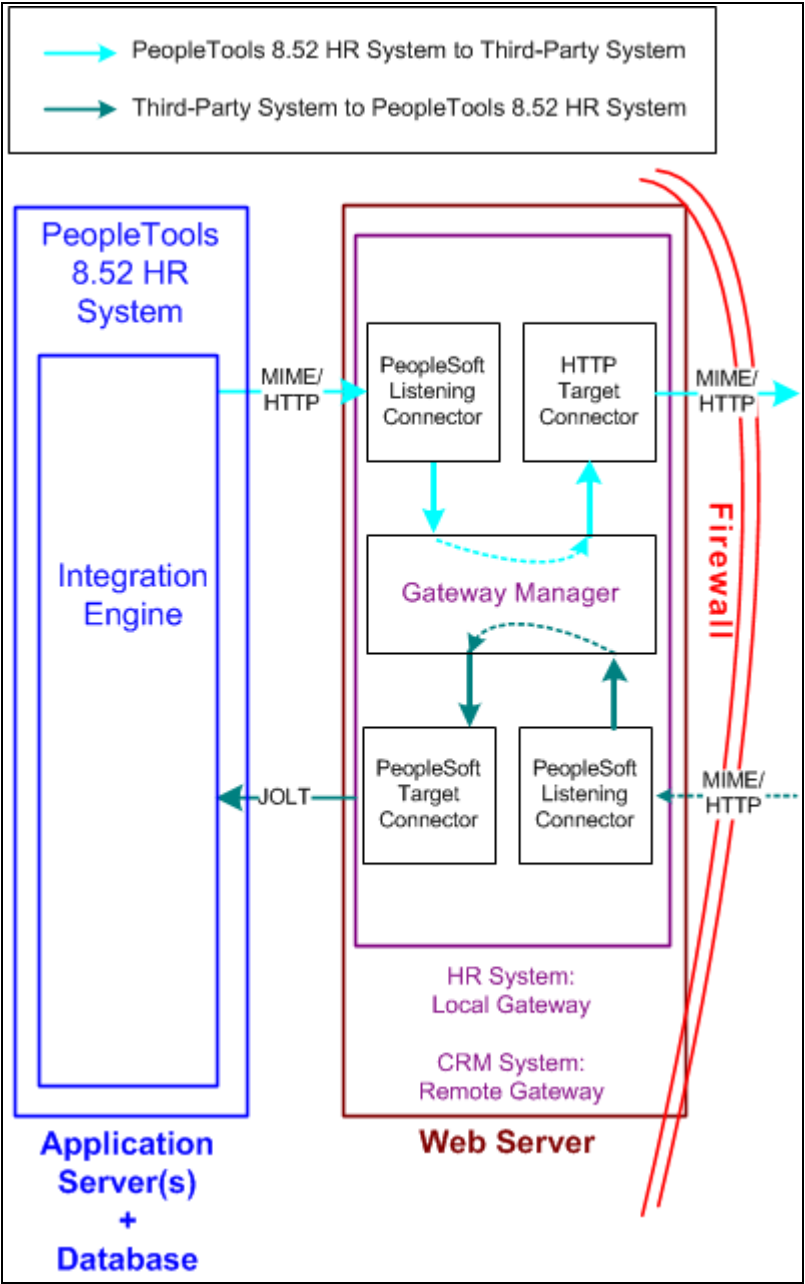 PeopleTools 8.52 HR System to Third-Party System
Third-Party System to PeopleTools 8.52 HR System
PeopleTools
8.52 HR
System
Integration
Engine
MIME/
HTTP
PeopleSoft
Listening
Connector
HTTP
Target
Connector
MIME/
HTTP
Firewall
Gateway Manager
PeopleSoft
Target
Connector
PeopleSoft
Listening
Connector
MIME/
HTTP
JOLT
HR System:
Local Gateway
CRM System:
Remote Gateway
Web Server
Application
Server(s)
+
Database